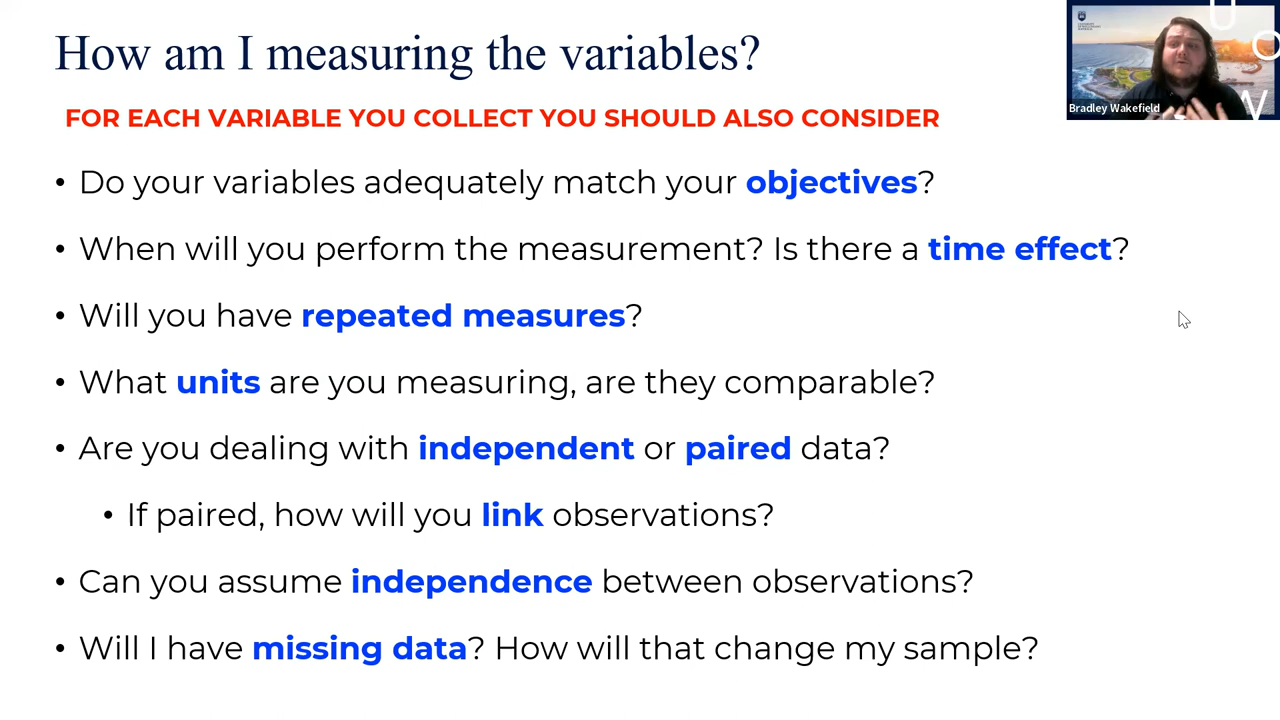 How am I measuring the variables?
FOR EACH VARIABLE YOU COLLECT YOU SHOULD ALSO CONSIDER
• Do your variables adequately match your objectives?
• When will you perform the measurement? Is there a time effect?
• Will you have repeated measures?
• What units are you measuring, are they comparable?
• Are you dealing with independent or paired data?
• If paired, how will you link observations?
• Can you assume independence between observations?
• Will I have missing data? How will that change my sample?
Bradley Wakefield
U
O
W